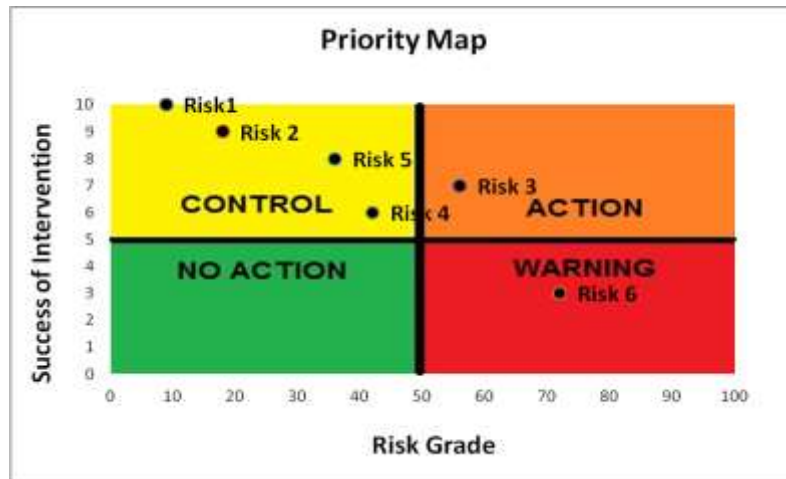 Priority Map
Success of Intervention
10
9
8
7
6
5
4
3
2
1
0
Risk1
Risk 2
Risk 5
Risk 3
Risk 4
CONTROL
ACTION
NO ACTION
WARNING
Risk 6
0 10 20 30 40 50 60 70 80 90 100
Risk Grade